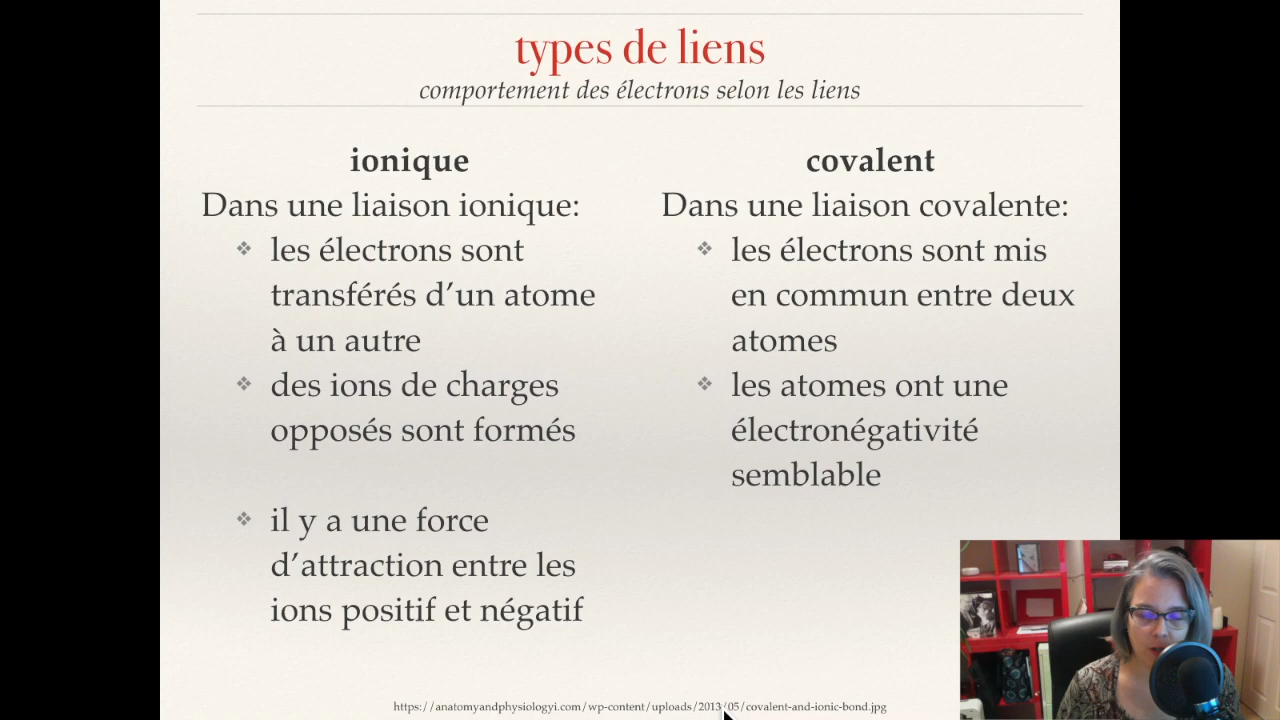 types de liens
comportement des électrons selon les liens
ionique
Dans une liaison ionique:
❖ les électrons sont
transférés d’un atome
à un autre
❖ des ions de charges
opposés sont formés
❖ il y a une force
d’attraction entre les
ions positif et négatif
covalent
Dans une liaison covalente:
❖ les électrons sont mis
en commun entre deux
atomes
❖ les atomes ont une
électronégativité
semblable
https://anatomyandphysiologyi.com/wp-content/uploads/2013/05/covalent-and-ionic-bond.jpg